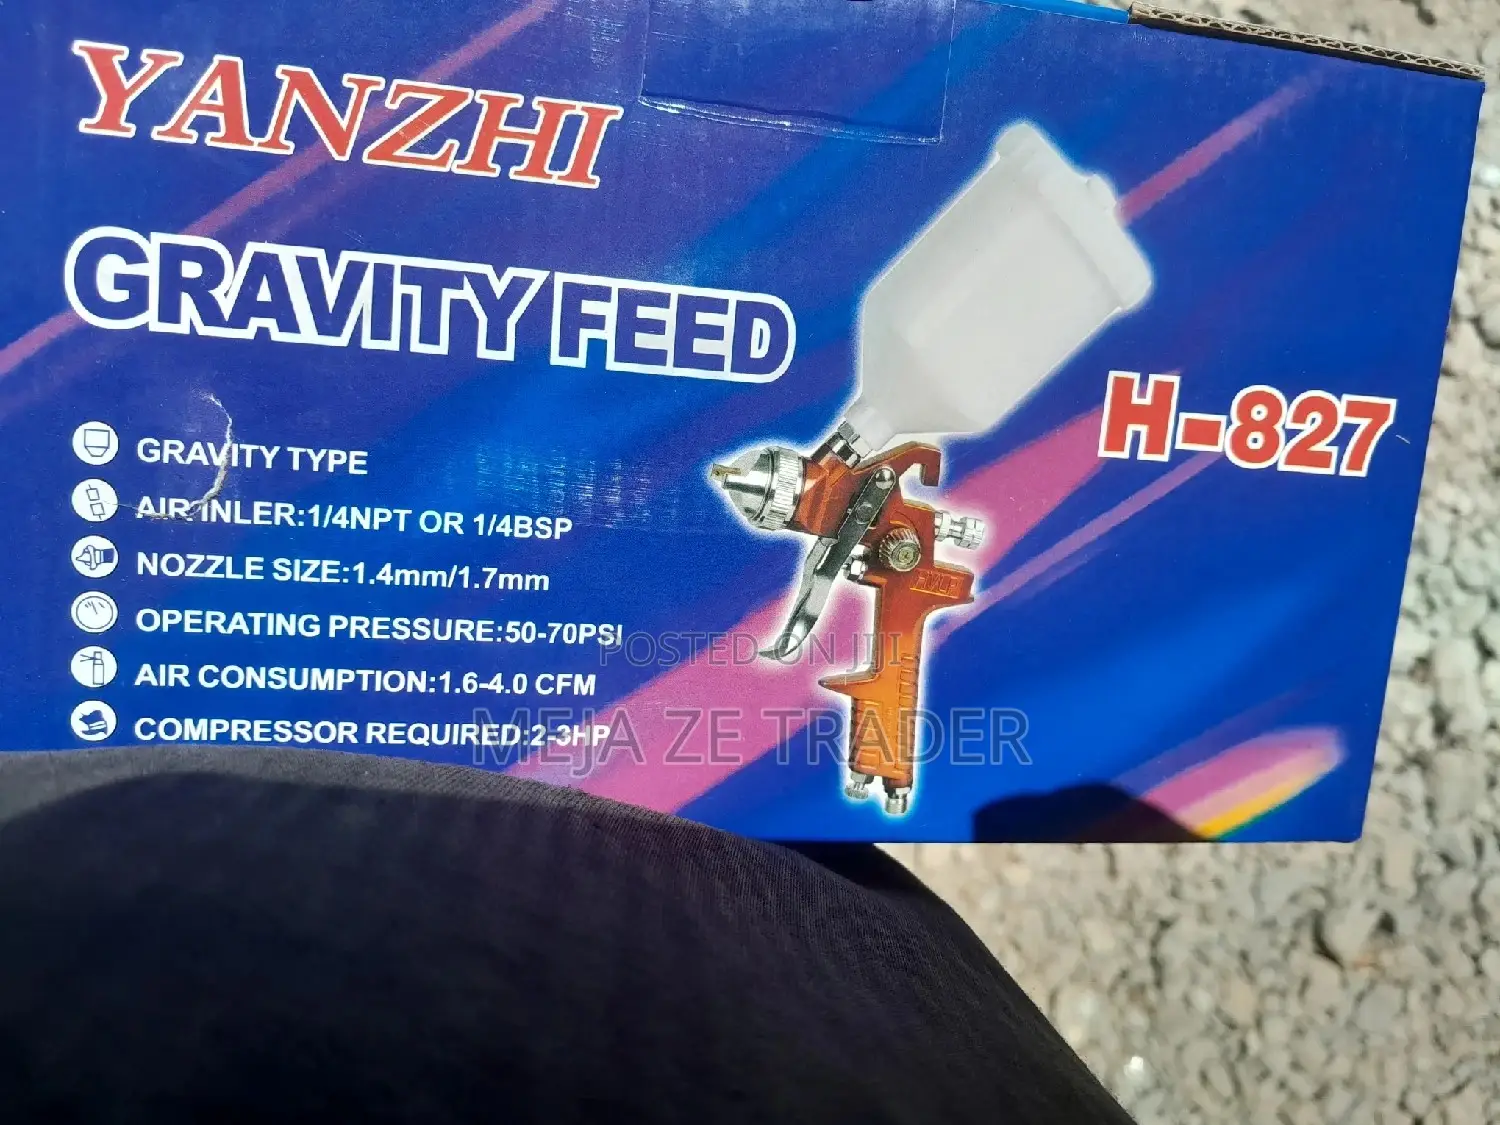 YANZHI
GRAVITY FEED
H-827
GRAVITY TYPE
AIR INLER:1/4NPT OR 1/4BSP
NOZZLE SIZE:1.4mm/1.7mm
OPERATING PRESSURE:50-70PSI
AIR CONSUMPTION:1.6-4.0 CFM
COMPRESSOR REQUIRED:2-3HP
HVLP
POSTED ON JIJI
MEJA ZE TRADER